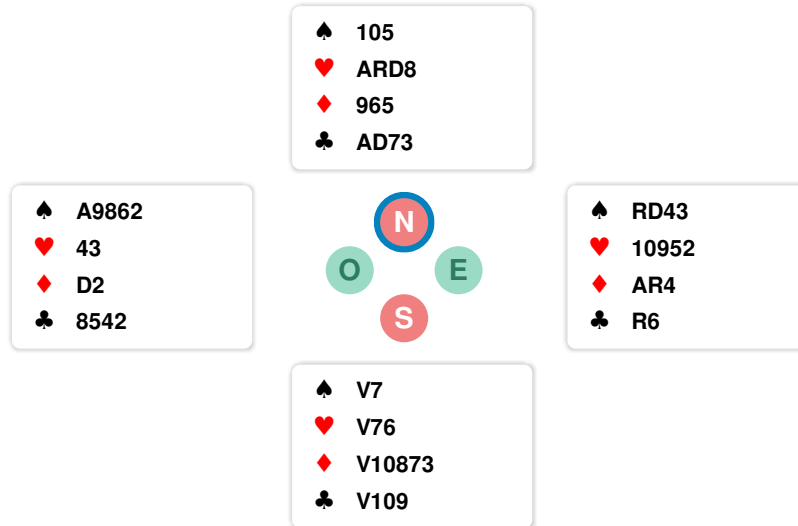 ♠ 105
♥ ARD8
♦ 965
♣ AD73
♠ A9862
♥ 43
♦ D2
♣ 8542
N
O E
S
♠ RD43
♥ 10952
♦ AR4
♣ R6
♠ V7
♥ V76
♦ V10873
♣ V109